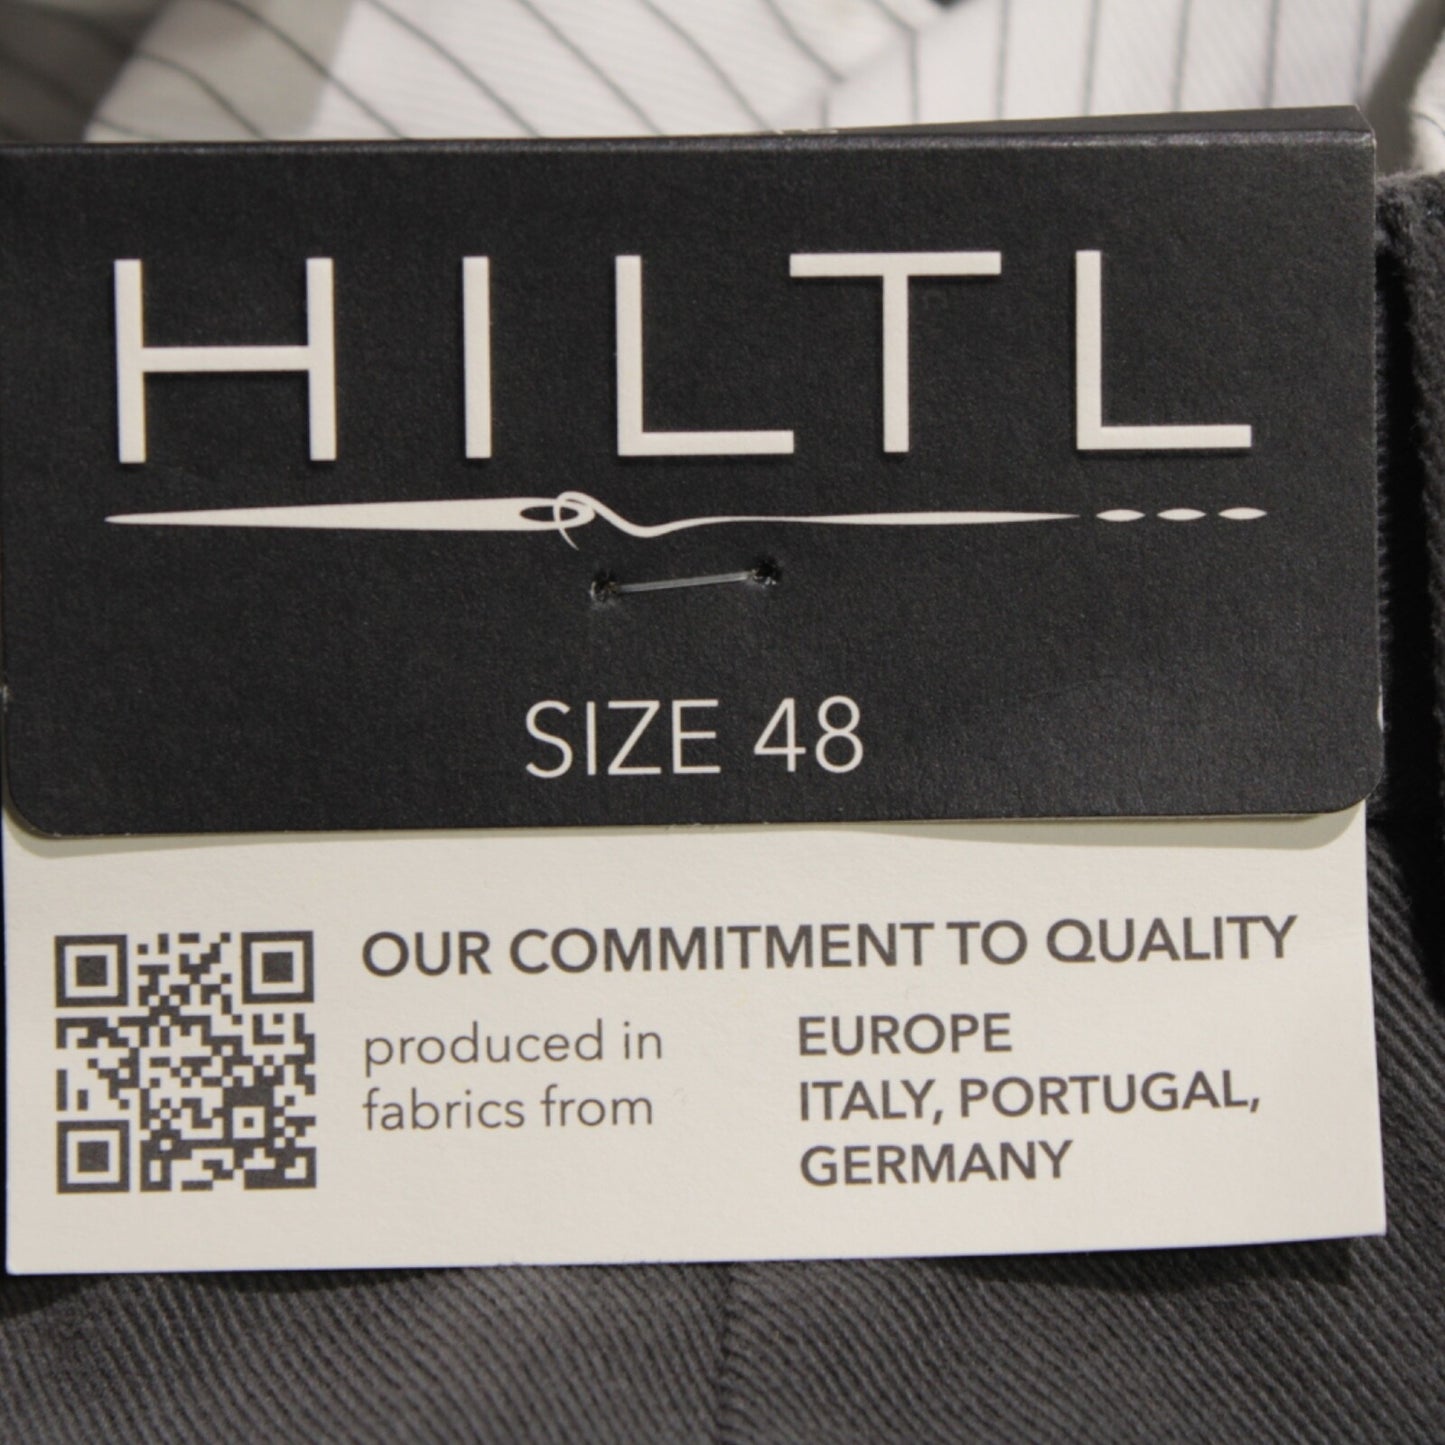 HILTL
SIZE 48
OUR COMMITMENT TO QUALITY
produced in EUROPE
fabrics from ITALY, PORTUGAL,
GERMANY